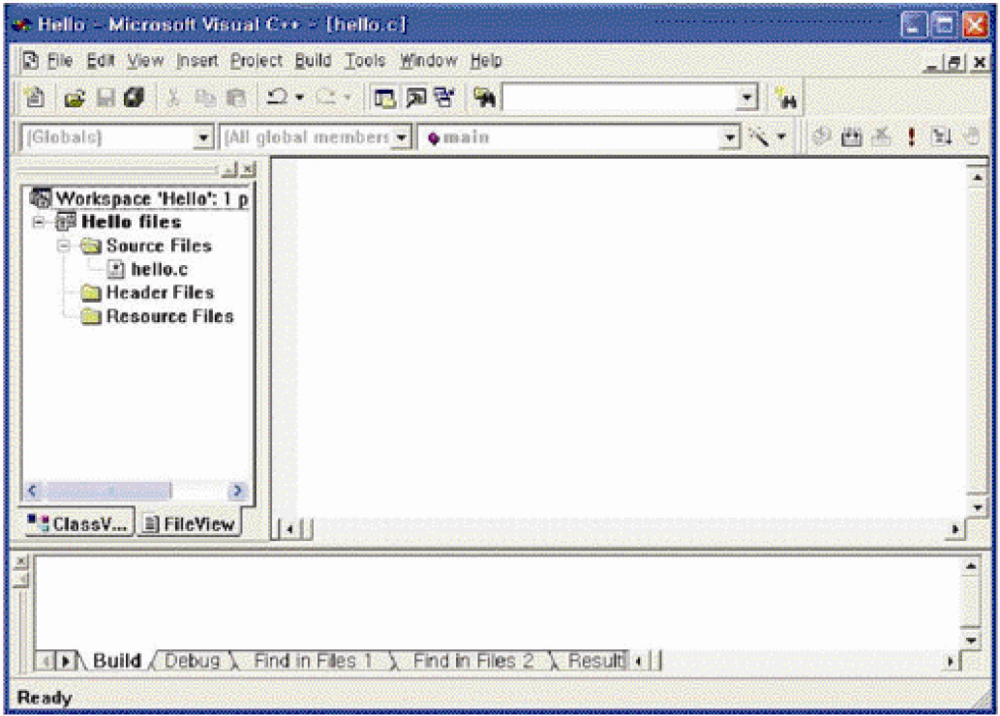 Hello - Microsoft Visual C++ - [hello.c]
File Edit View Insert Project Build Tools Window Help
(Globals) (All global members main
Workspace 'Hello': 1 p
Hello files
Source Files
hello.c
Header Files
Resource Files
ClassV... FileView
Build Debug Find in Files 1 Find in Files 2 Result
Ready